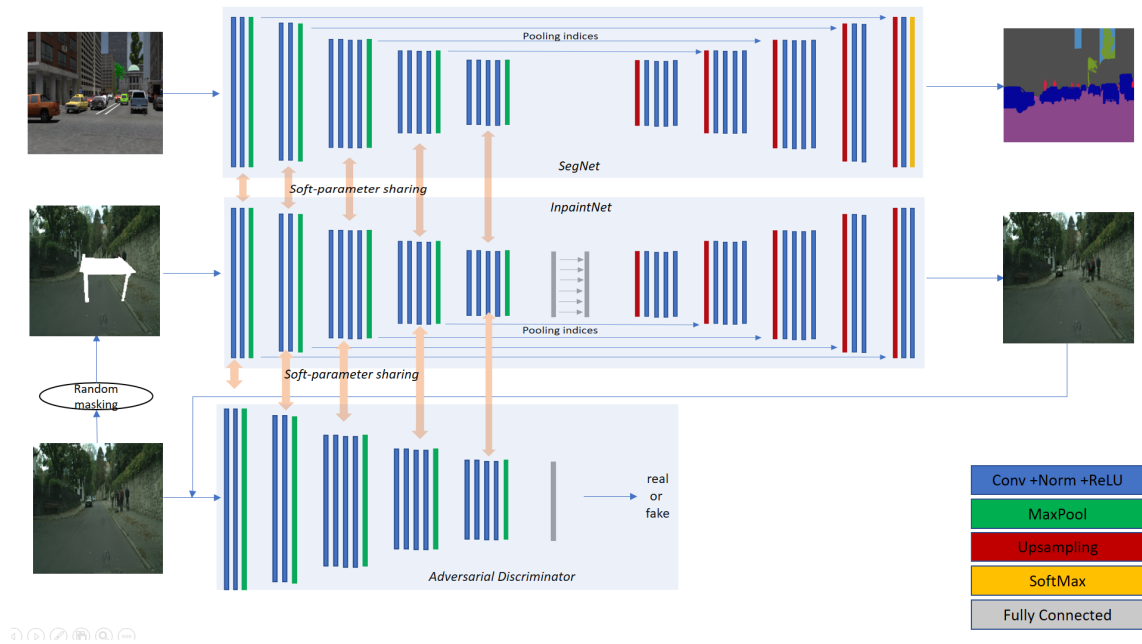 Pooling indices
SegNet
Soft-parameter sharing
InpaintNet
Pooling indices
Soft-parameter sharing
Random
masking
real
or
fake
Adversarial Discriminator
Conv +Norm +ReLU
MaxPool
Upsampling
SoftMax
Fully Connected